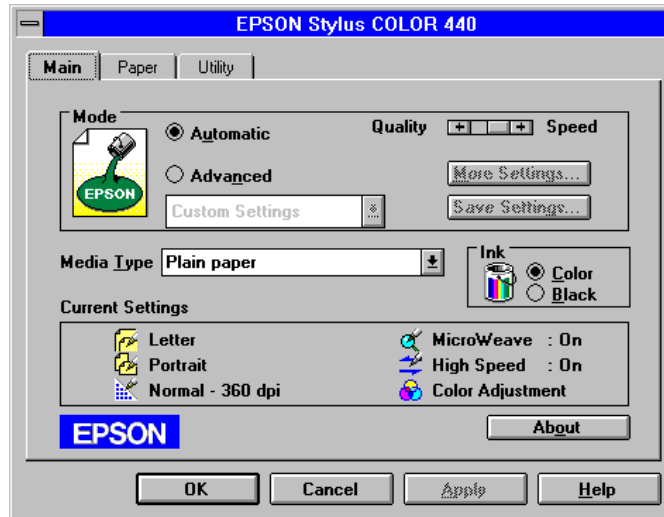 EPSON Stylus COLOR 440
Main Paper Utility
Mode
EPSON
Automatic
Quality + + Speed
Advanced
More Settings...
Custom Settings
Save Settings...
Media Type Plain paper
Ink
Color
Black
Current Settings
Letter
MicroWeave : On
Portrait
High Speed : On
Normal - 360 dpi
Color Adjustment
EPSON
About
OK Cancel Apply Help